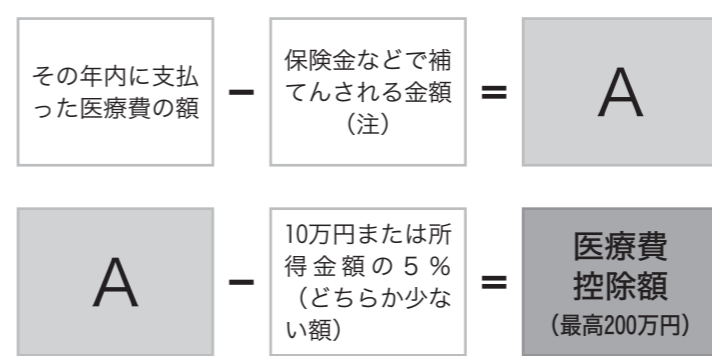 その年内に支払
った医療費の額
−
保険金などで補
てんされる金額
（注）
=
A
A
−
10万円または所
得金額の５％
（どちらか少な
い額）
=
医療費
控除額
（最高200万円）